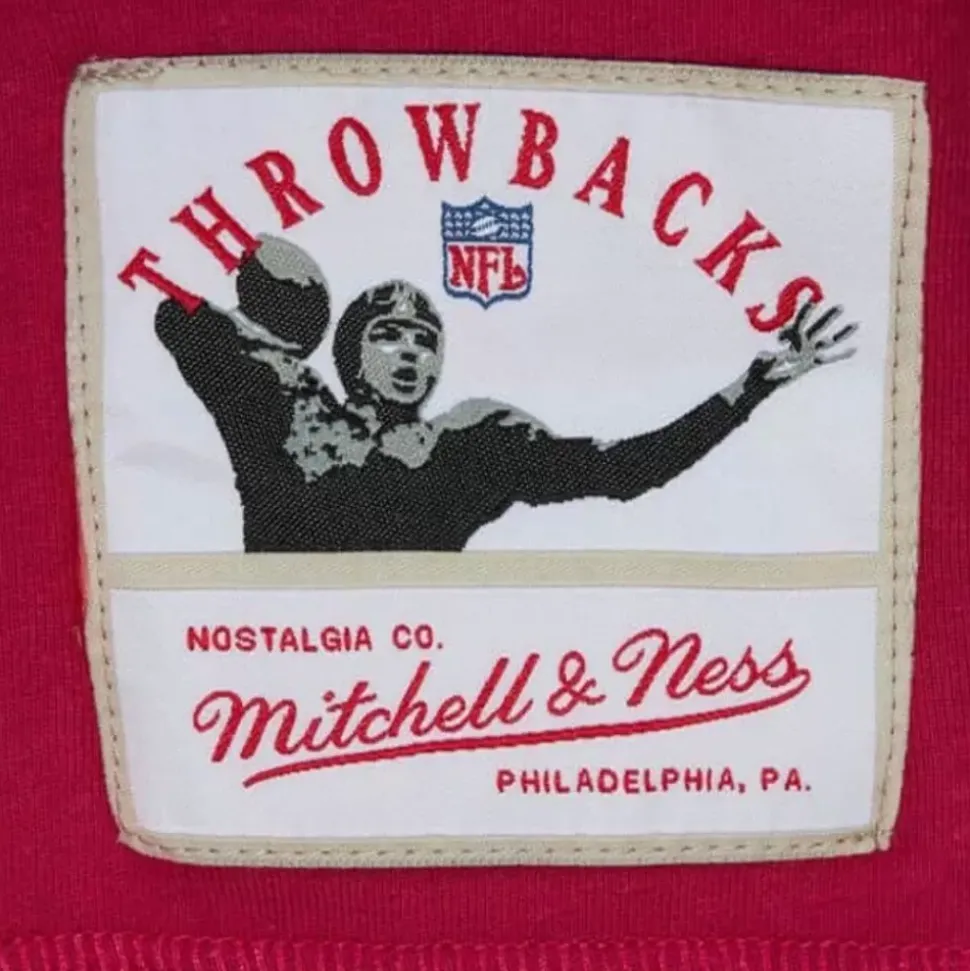 THROWBACKS
NFL
NOSTALGIA CO.
Mitchell & Ness
PHILADELPHIA, PA.